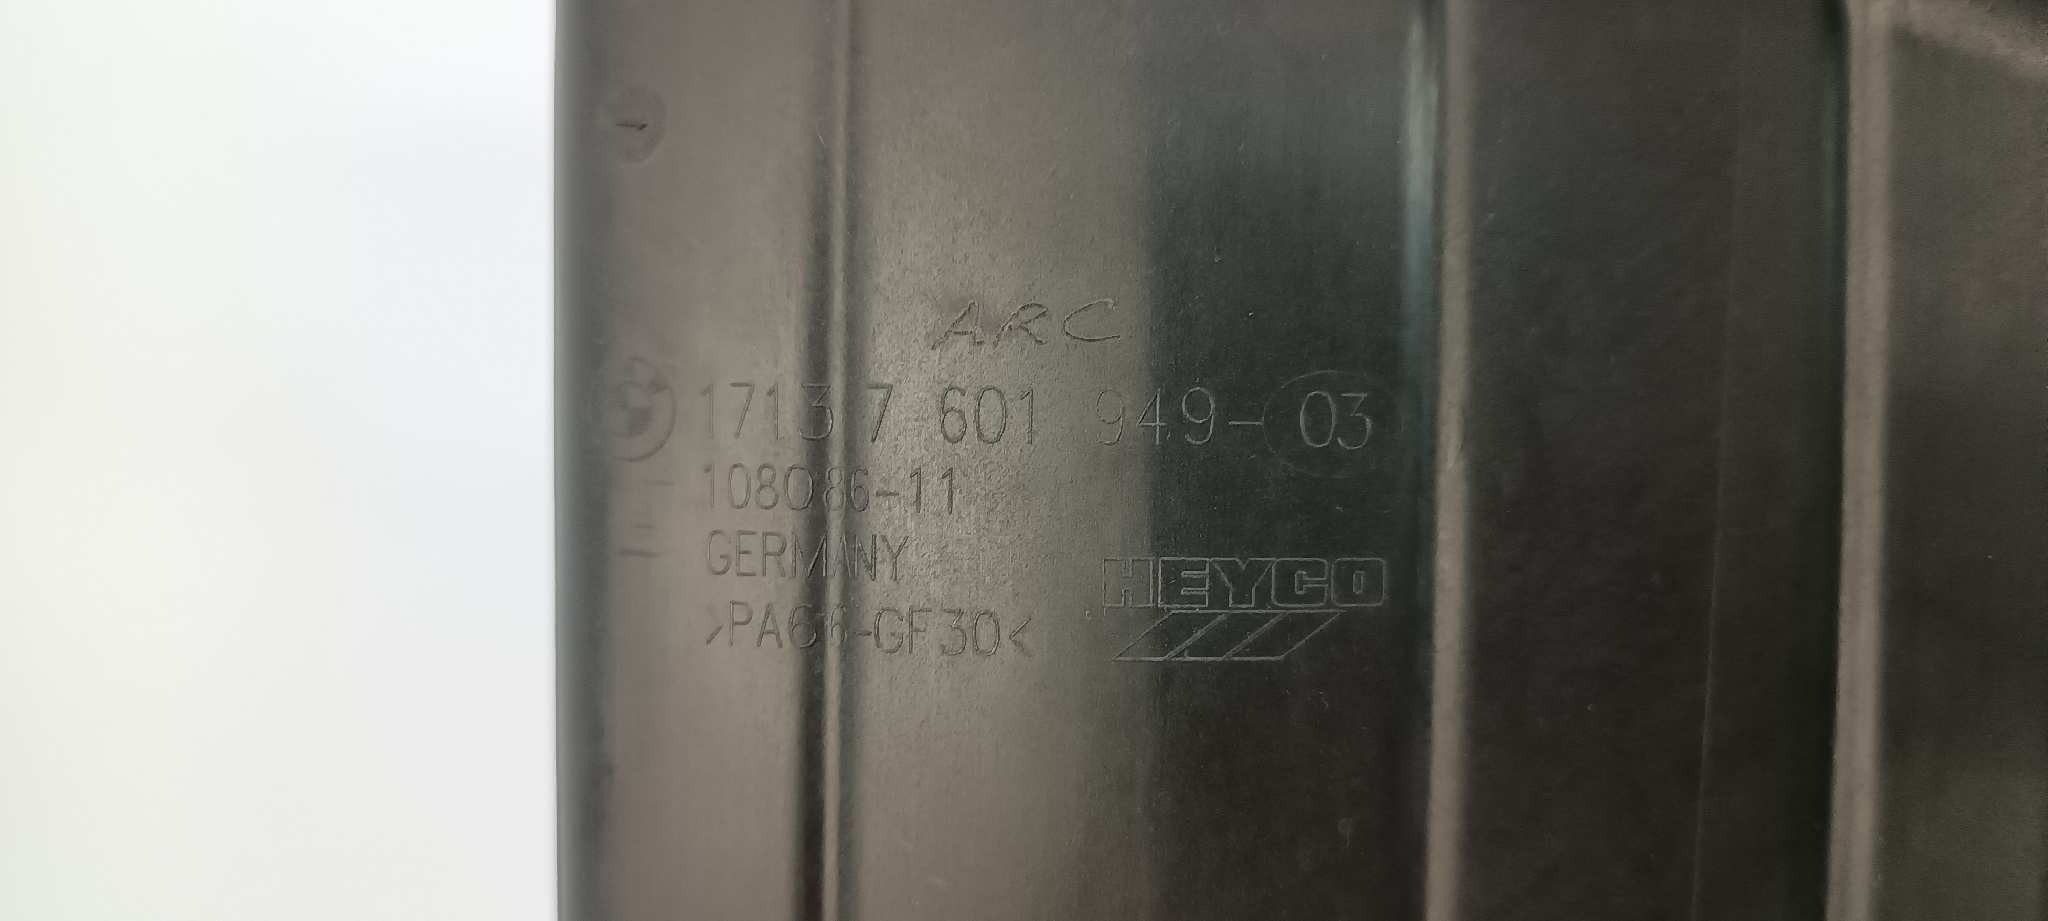 ARC
1713 7 601 949-03
108086-11
GERMANY
>PA66-GF30<
HEYCO